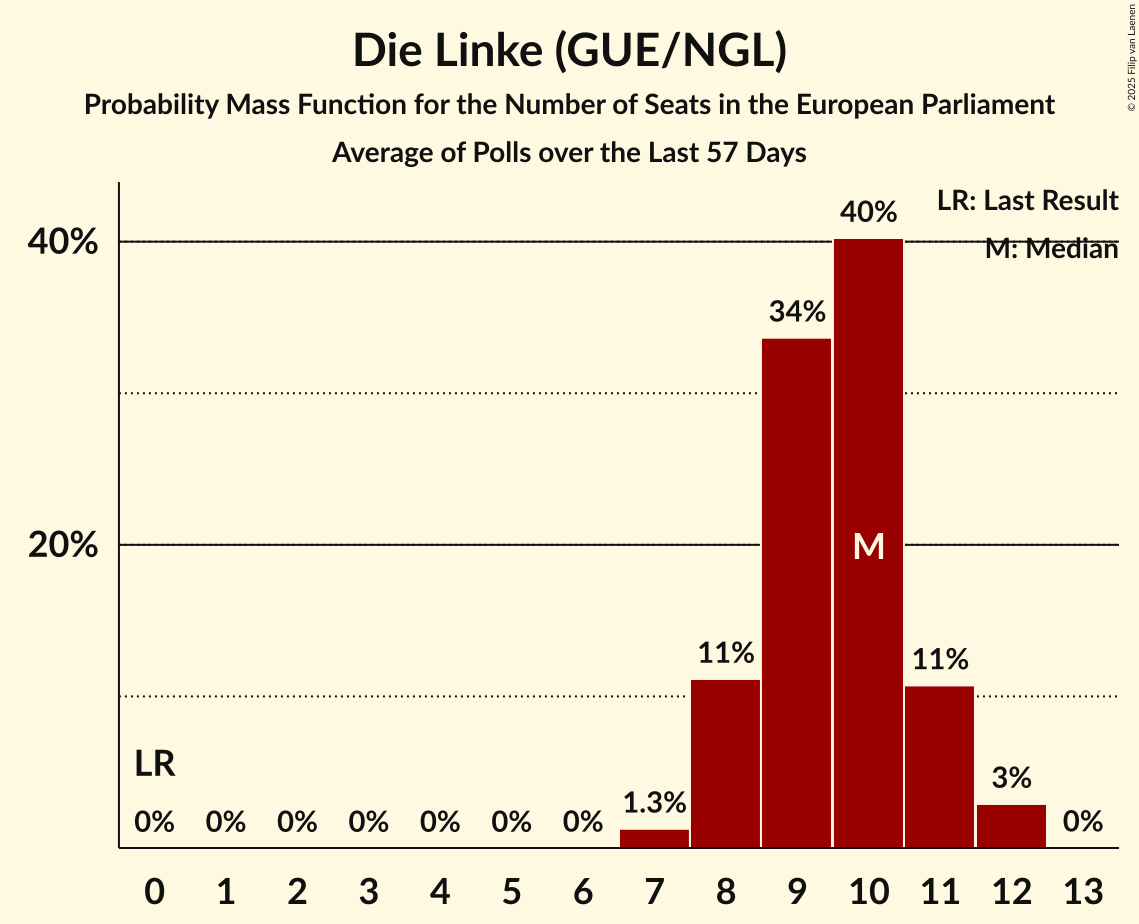 Die Linke (GUE/NGL)
Probability Mass Function for the Number of Seats in the European Parliament
Average of Polls over the Last 57 Days
© 2025 Filip van Laenen
LR: Last Result
M: Median
40%
20%
40%
34%
M
11%
11%
LR
3%
1.3%
0% 0% 0% 0% 0% 0% 0% 0%
0 1 2 3 4 5 6 7 8 9 10 11 12 13